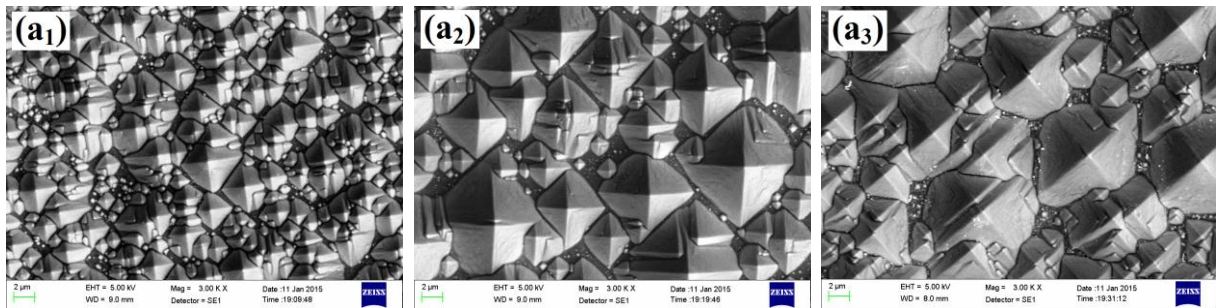 (a1)
2 µm
EHT = 5.00 kV
Mag = 3.00 K X
Date :11 Jan 2015
WD = 9.0 mm
Detector = SE1
Time :19:09:48
ZEISS
(a2)
2 µm
EHT = 5.00 kV
Mag = 3.00 K X
Date :11 Jan 2015
WD = 9.0 mm
Detector = SE1
Time :19:19:46
ZEISS
(a3)
2 µm
EHT = 5.00 kV
Mag = 3.00 K X
Date :11 Jan 2015
WD = 8.0 mm
Detector = SE1
Time :19:31:12
ZEISS